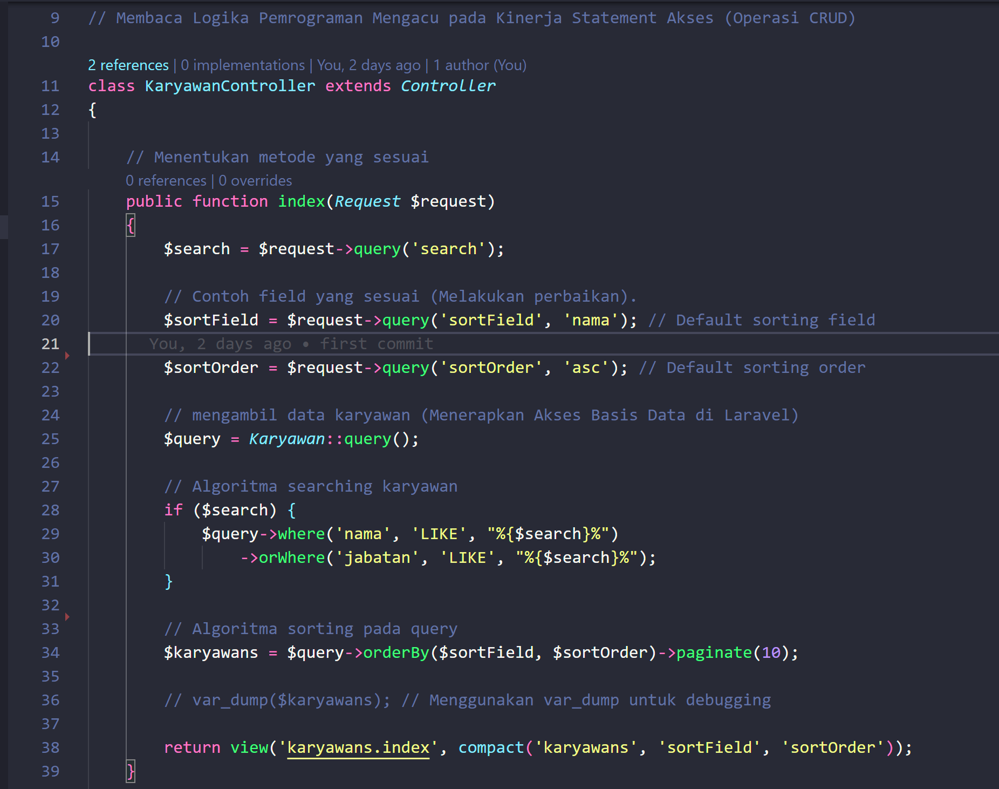 9 // Membaca Logika Pemrograman Mengacu pada Kinerja Statement Akses (Operasi CRUD)
10
2 references | 0 implementations | You, 2 days ago | 1 author (You)
11 class KaryawanController extends Controller
12 {
13
14 // Menentukan metode yang sesuai
0 references | 0 overrides
15 public function index(Request $request)
16 {
17 $search = $request->query('search');
18
19 // Contoh field yang sesuai (Melakukan perbaikan).
20 $sortField = $request->query('sortField', 'nama'); // Default sorting field
21 You, 2 days ago • first commit
22 $sortOrder = $request->query('sortOrder', 'asc'); // Default sorting order
23
24 // mengambil data karyawan (Menerapkan Akses Basis Data di Laravel)
25 $query = Karyawan::query();
26
27 // Algoritma searching karyawan
28 if ($search) {
29 $query->where('nama', 'LIKE', "%{$search}%")
30 ->orWhere('jabatan', 'LIKE', "%{$search}%");
31 }
32
33 // Algoritma sorting pada query
34 $karyawans = $query->orderBy($sortField, $sortOrder)->paginate(10);
35
36 // var_dump($karyawans); // Menggunakan var_dump untuk debugging
37
38 return view('karyawans.index', compact('karyawans', 'sortField', 'sortOrder'));
39 }